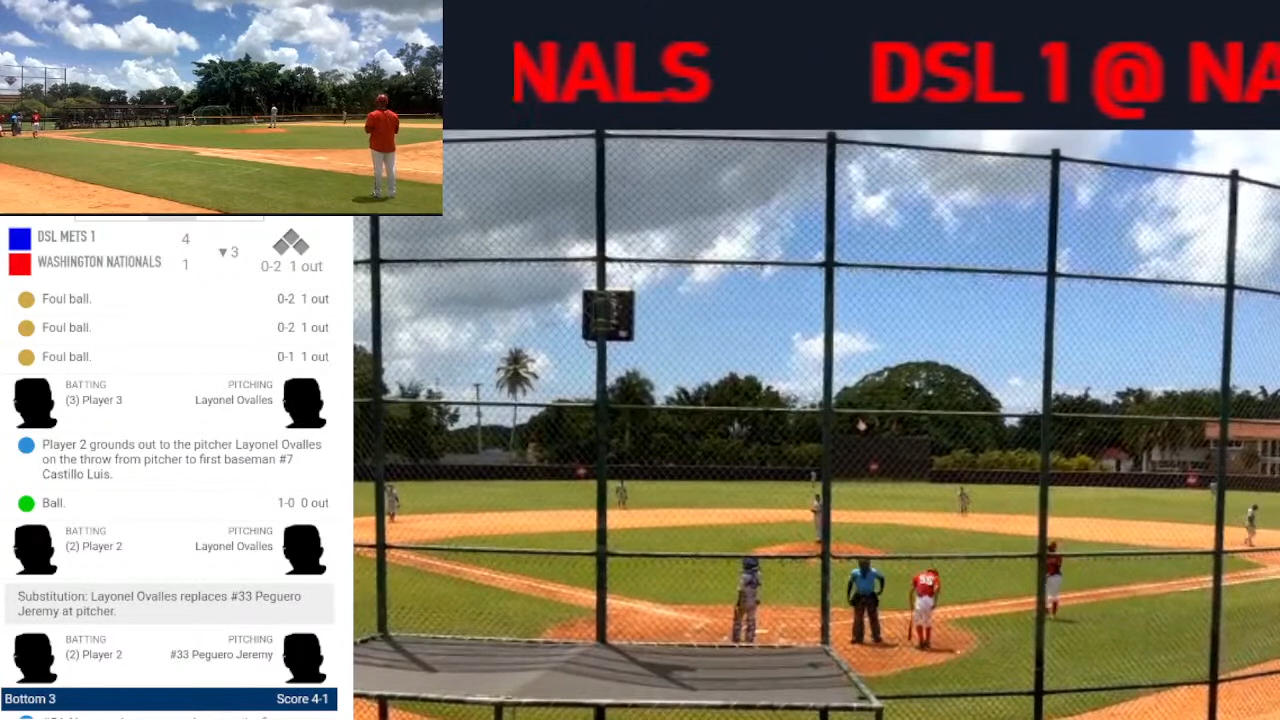 NALS DSL 1 @ NA
DSL METS 1 4
▼3
WASHINGTON NATIONALS 1
0-2 1 out
Foul ball. 0-2 1 out
Foul ball. 0-2 1 out
Foul ball. 0-1 1 out
BATTING PITCHING
(3) Player 3 Layonel Ovalles
Player 2 grounds out to the pitcher Layonel Ovalles
on the throw from pitcher to first baseman #7
Castillo Luis.
Ball. 1-0 0 out
BATTING PITCHING
(2) Player 2 Layonel Ovalles
Substitution: Layonel Ovalles replaces #33 Peguero
Jeremy at pitcher.
BATTING PITCHING
(2) Player 2 #33 Peguero Jeremy
Bottom 3 Score 4-1